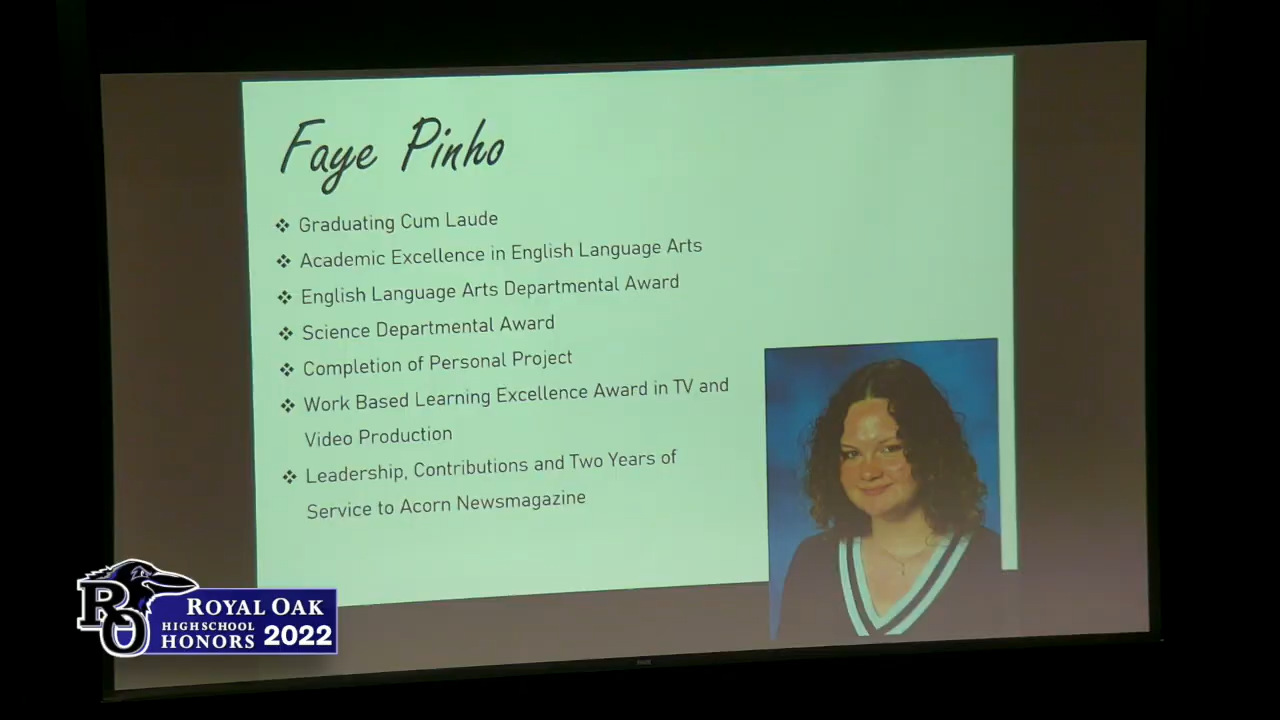 Faye Pinho
❖ Graduating Cum Laude
❖ Academic Excellence in English Language Arts
❖ English Language Arts Departmental Award
❖ Science Departmental Award
❖ Completion of Personal Project
❖ Work Based Learning Excellence Award in TV and
Video Production
❖ Leadership, Contributions and Two Years of
Service to Acorn Newsmagazine
RO
ROYAL OAK
HIGH SCHOOL
HONORS 2022